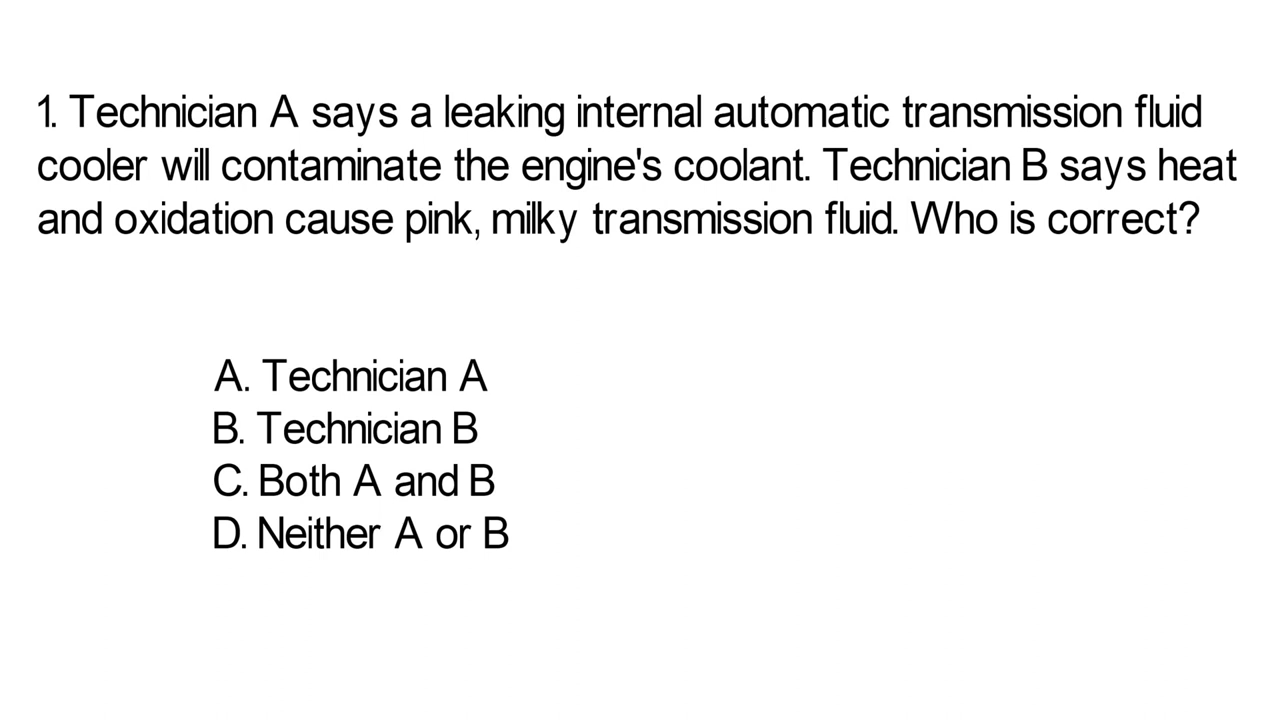 1. Technician A says a leaking internal automatic transmission fluid
cooler will contaminate the engine's coolant. Technician B says heat
and oxidation cause pink, milky transmission fluid. Who is correct?
A. Technician A
B. Technician B
C. Both A and B
D. Neither A or B